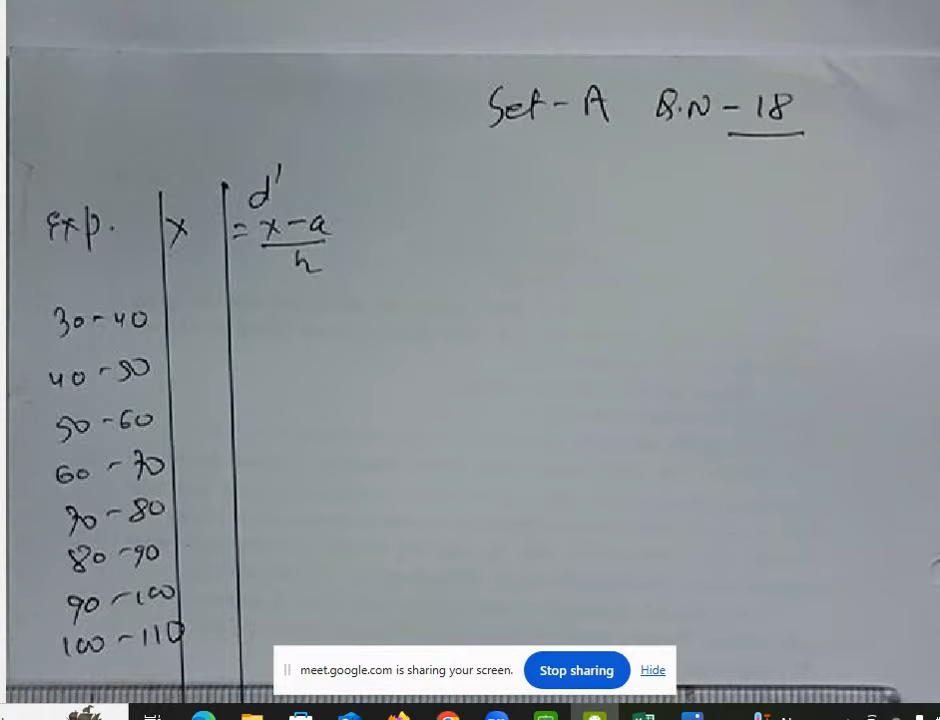 Set - A Q.N - 18
Exp. x d'
= x - a
h
30 - 40
40 - 50
50 - 60
60 - 70
70 - 80
80 - 90
90 - 100
100 - 110
meet.google.com is sharing your screen. Stop sharing Hide